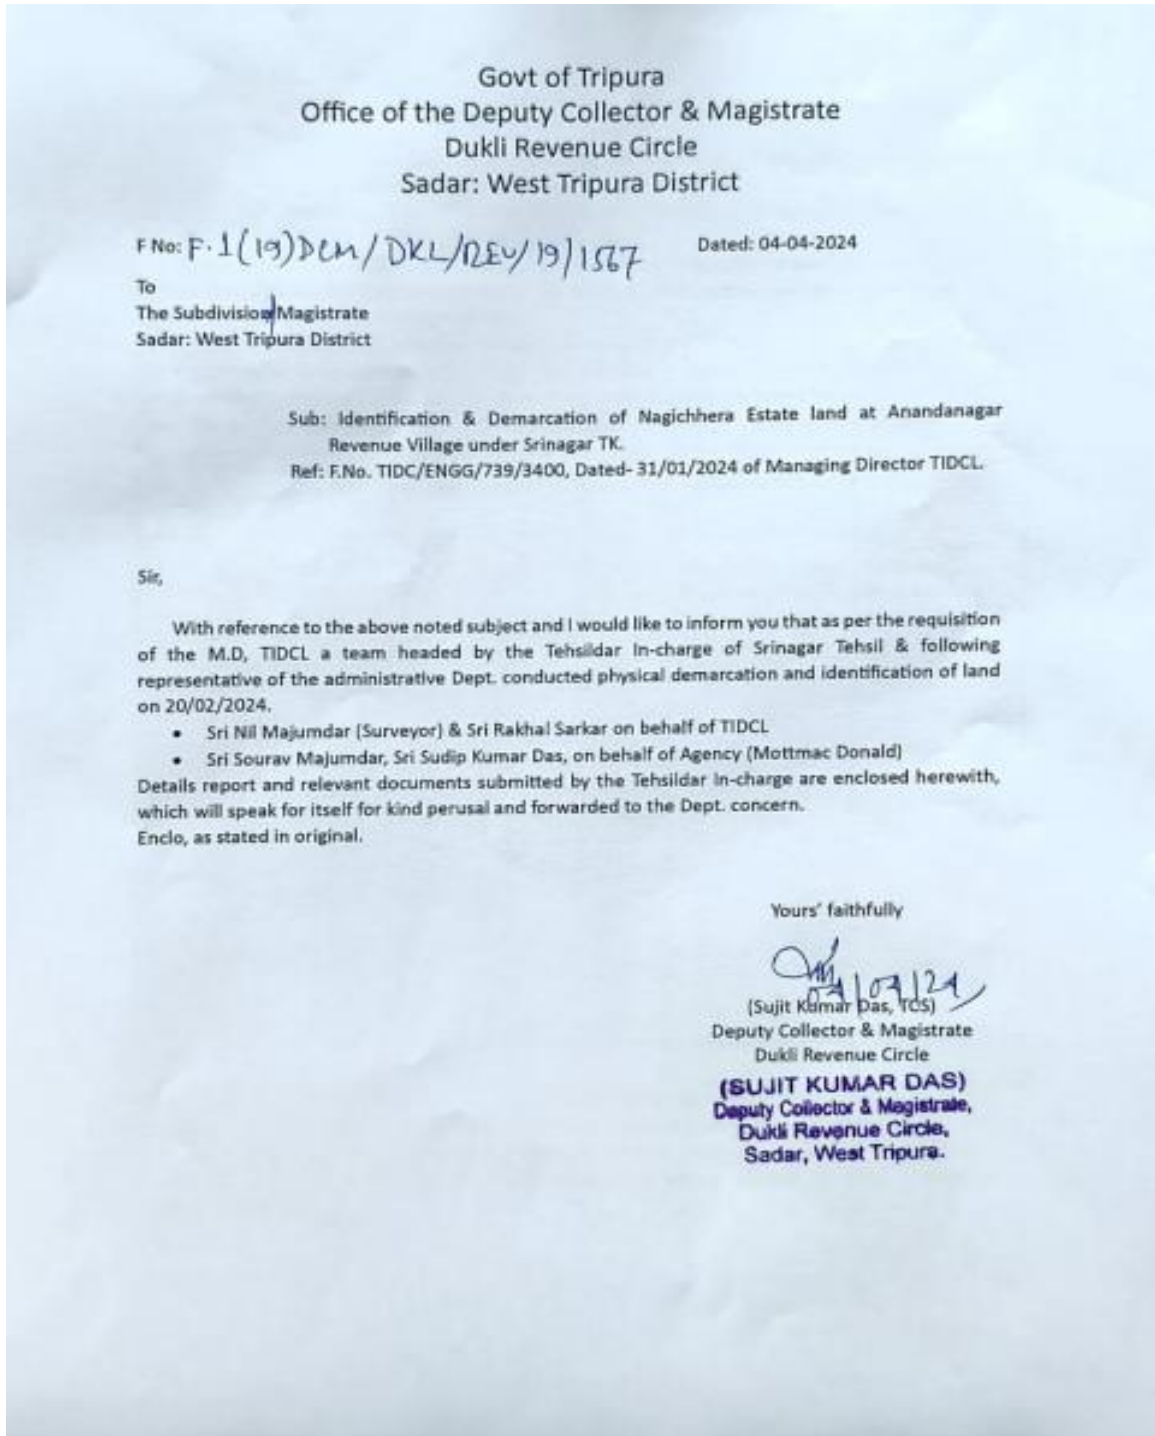 Govt of Tripura
Office of the Deputy Collector & Magistrate
Dukli Revenue Circle
Sadar: West Tripura District
F No: F.1(19)DCM/DKL/REV/19/1567 Dated: 04-04-2024
To
The Subdivision Magistrate
Sadar: West Tripura District
Sub: Identification & Demarcation of Nagichhera Estate land at Anandanagar
Revenue Village under Srinagar TK.
Ref: F.No. TIDC/ENGG/739/3400, Dated- 31/01/2024 of Managing Director TIDCL.
Sir,
With reference to the above noted subject and I would like to inform you that as per the requisition
of the M.D, TIDCL a team headed by the Tehsildar In-charge of Srinagar Tehsil & following
representative of the administrative Dept. conducted physical demarcation and identification of land
on 20/02/2024.
• Sri Nil Majumdar (Surveyor) & Sri Rakhal Sarkar on behalf of TIDCL
• Sri Sourav Majumdar, Sri Sudip Kumar Das, on behalf of Agency (Mottmac Donald)
Details report and relevant documents submitted by the Tehsildar In-charge are enclosed herewith,
which will speak for itself for kind perusal and forwarded to the Dept. concern.
Enclo, as stated in original.
Yours' faithfully
04/04/24
(Sujit Kumar Das, TCS)
Deputy Collector & Magistrate
Dukli Revenue Circle
(SUJIT KUMAR DAS)
Deputy Collector & Magistrate,
Dukli Revenue Circle,
Sadar, West Tripura.